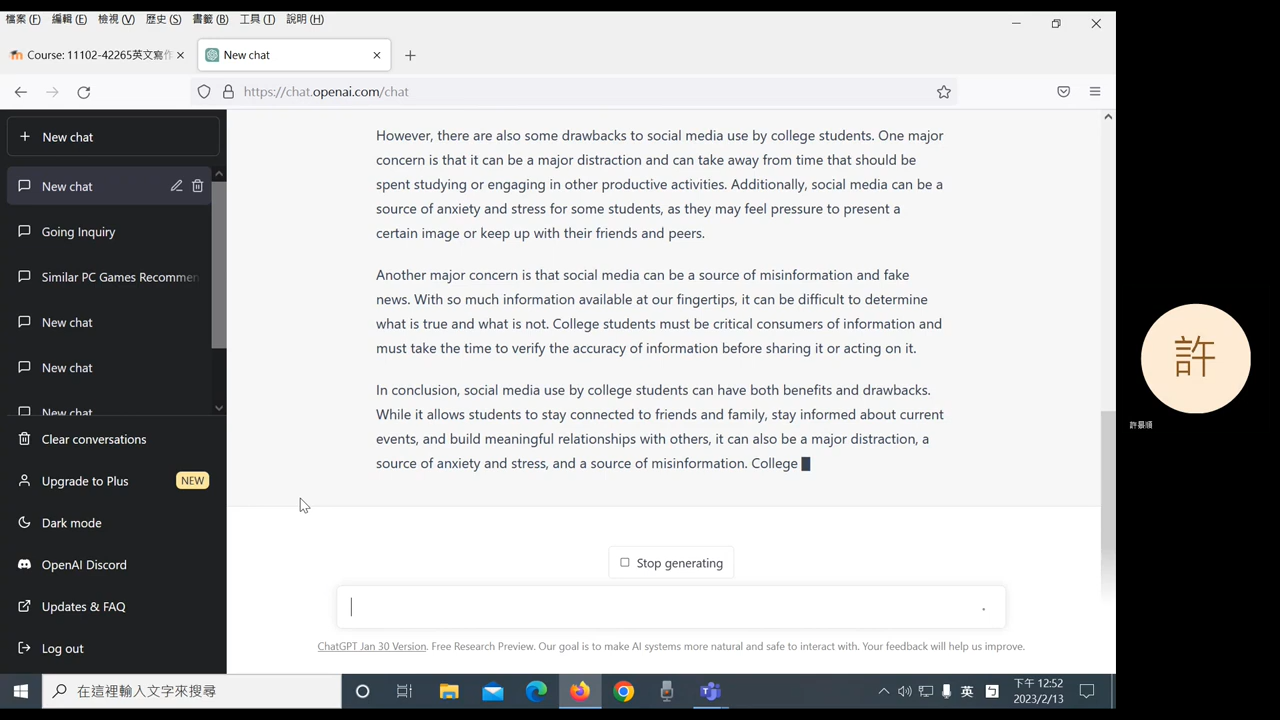 檔案 (F) 編輯 (E) 檢視 (V) 歷史 (S) 書籤 (B) 工具 (T) 說明 (H)
Course: 11102-42265英文寫作
New chat
https://chat.openai.com/chat
New chat
New chat
Going Inquiry
Similar PC Games Recommen
New chat
New chat
New chat
Clear conversations
Upgrade to Plus NEW
Dark mode
OpenAI Discord
Updates & FAQ
Log out
However, there are also some drawbacks to social media use by college students. One major
concern is that it can be a major distraction and can take away from time that should be
spent studying or engaging in other productive activities. Additionally, social media can be a
source of anxiety and stress for some students, as they may feel pressure to present a
certain image or keep up with their friends and peers.
Another major concern is that social media can be a source of misinformation and fake
news. With so much information available at our fingertips, it can be difficult to determine
what is true and what is not. College students must be critical consumers of information and
must take the time to verify the accuracy of information before sharing it or acting on it.
In conclusion, social media use by college students can have both benefits and drawbacks.
While it allows students to stay connected to friends and family, stay informed about current
events, and build meaningful relationships with others, it can also be a major distraction, a
source of anxiety and stress, and a source of misinformation. College
Stop generating
ChatGPT Jan 30 Version. Free Research Preview. Our goal is to make AI systems more natural and safe to interact with. Your feedback will help us improve.
在這裡輸入文字來搜尋
英
下午 12:52
2023/2/13
許
許景順